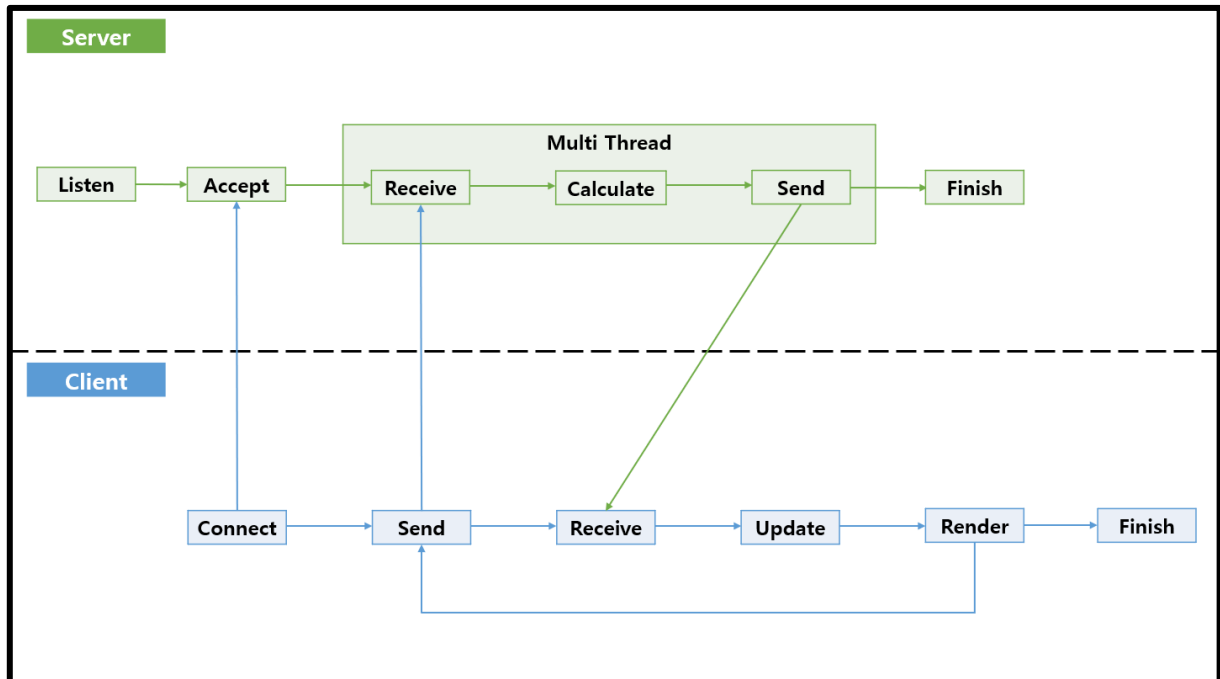 Server
Multi Thread
Listen
Accept
Receive
Calculate
Send
Finish
Client
Connect
Send
Receive
Update
Render
Finish